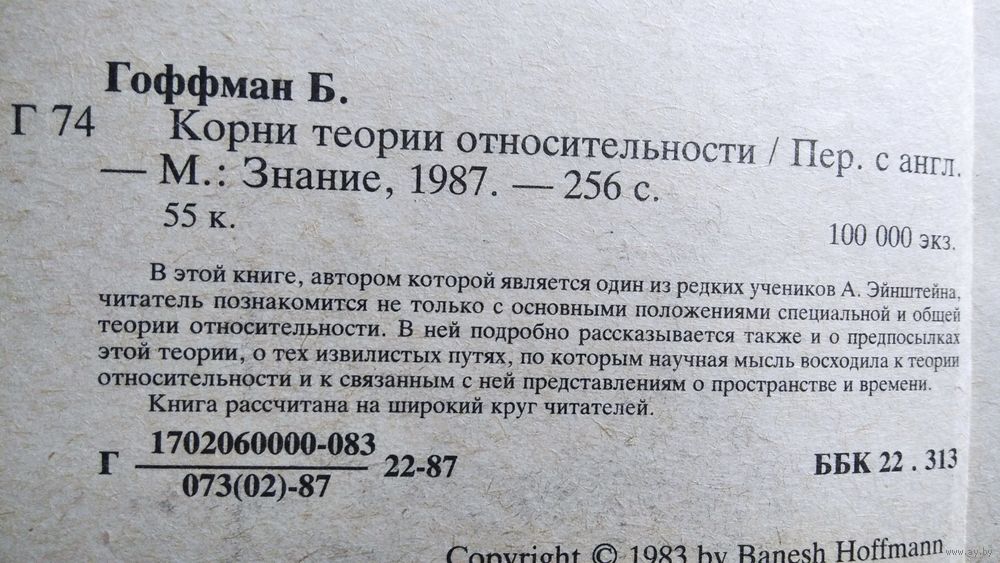 Гоффман Б.
Г 74 Корни теории относительности / Пер. с англ.
— М.: Знание, 1987. — 256 с.
55 к.
100 000 экз.
В этой книге, автором которой является один из редких учеников А. Эйнштейна,
читатель познакомится не только с основными положениями специальной и общей
теории относительности. В ней подробно рассказывается также и о предпосылках
этой теории, о тех извилистых путях, по которым научная мысль восходила к теории
относительности и к связанным с ней представлениям о пространстве и времени.
Книга рассчитана на широкий круг читателей.
1702060000-083
Г 22-87
073(02)-87
ББК 22 . 313
Copyright © 1983 by Banesh Hoffmann
www.ay.by